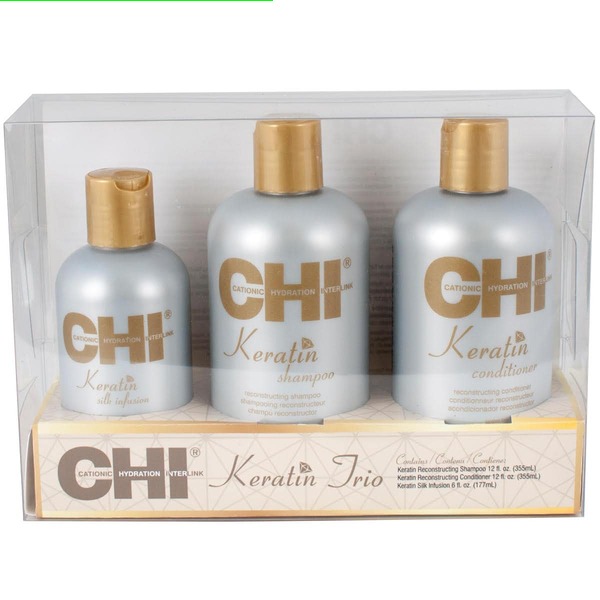 CHI®
CATIONIC HYDRATION INTERLINK
Keratin
silk infusion
CHI®
CATIONIC HYDRATION INTERLINK
Keratin
shampoo
reconstructing shampoo
shampooing reconstructeur
champu reconstructor
CHI®
CATIONIC HYDRATION INTERLINK
Keratin
conditioner
reconstructing conditioner
conditionneur reconstructeur
acondicionador reconstructor
CHI®
CATIONIC HYDRATION INTERLINK
Keratin Trio
Contains / Contenu / Contiene:
Keratin Reconstructing Shampoo 12 fl. oz. (355mL)
Keratin Reconstructing Conditioner 12 fl. oz. (355mL)
Keratin Silk Infusion 6 fl. oz. (177mL)